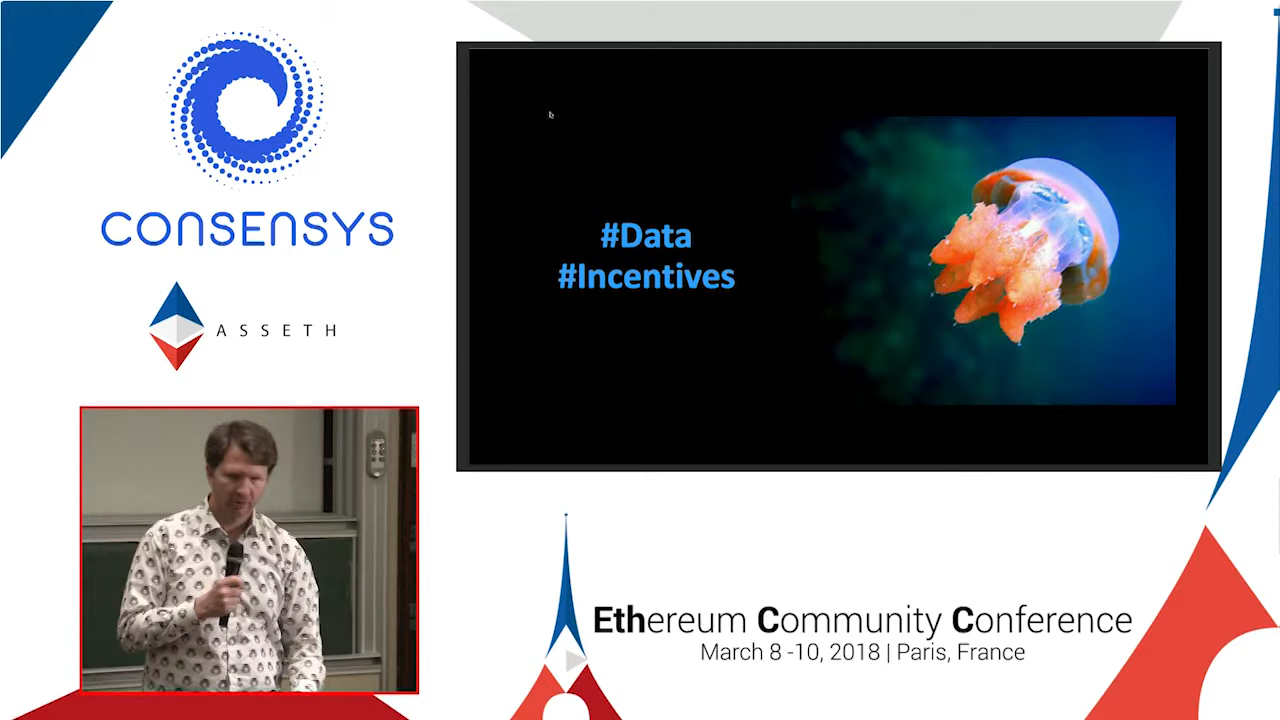 CONSENSYS
ASSETH
#Data
#Incentives
Ethereum Community Conference
March 8 -10, 2018 | Paris, France